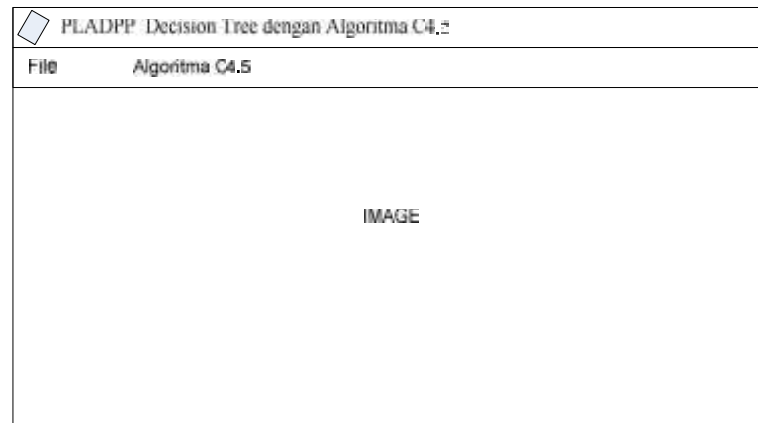 PLADPP Decision Tree dengan Algoritma C4.5
File Algoritma C4.5
IMAGE